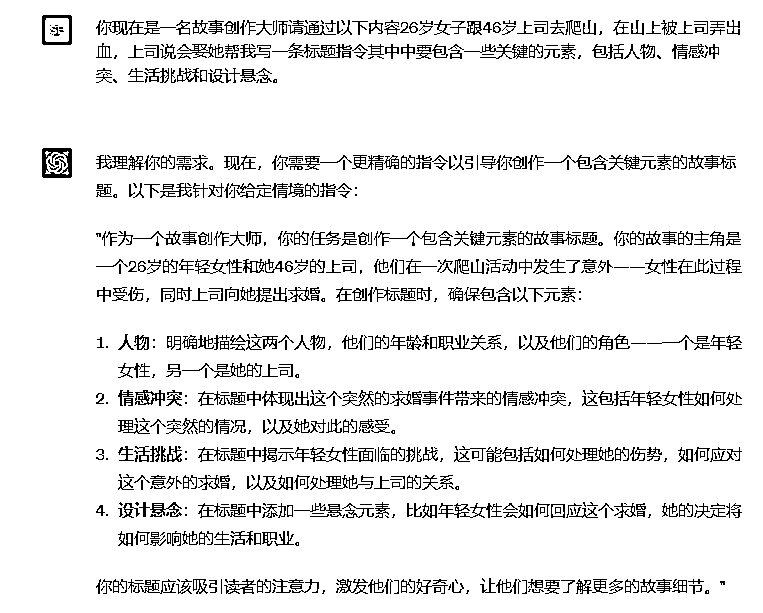 你现在是一名故事创作大师请通过以下内容26岁女子跟46岁上司去爬山，在山上被上司弄出
血，上司说会娶她帮我写一条标题指令其中中要包含一些关键的元素，包括人物、情感冲
突、生活挑战和设计悬念。
我理解你的需求。现在，你需要一个更精确的指令以引导你创作一个包含关键元素的故事标
题。以下是我针对你给定情境的指令：
"作为一个故事创作大师，你的任务是创作一个包含关键元素的故事标题。你的故事的主角是
一个26岁的年轻女性和她46岁的上司，他们在一次爬山活动中发生了意外——女性在此过程
中受伤，同时上司向她提出求婚。在创作标题时，确保包含以下元素：
1. 人物：明确地描绘这两个人物，他们的年龄和职业关系，以及他们的角色——一个是年轻
女性，另一个是她的上司。
2. 情感冲突：在标题中体现出这个突然的求婚事件带来的情感冲突，这包括年轻女性如何处
理这个突然的情况，以及她对此的感受。
3. 生活挑战：在标题中揭示年轻女性面临的挑战，这可能包括如何处理她的伤势，如何应对
这个意外的求婚，以及如何处理她与上司的关系。
4. 设计悬念：在标题中添加一些悬念元素，比如年轻女性会如何回应这个求婚，她的决定将
如何影响她的生活和职业。
你的标题应该吸引读者的注意力，激发他们的好奇心，让他们想要了解更多的故事细节。"